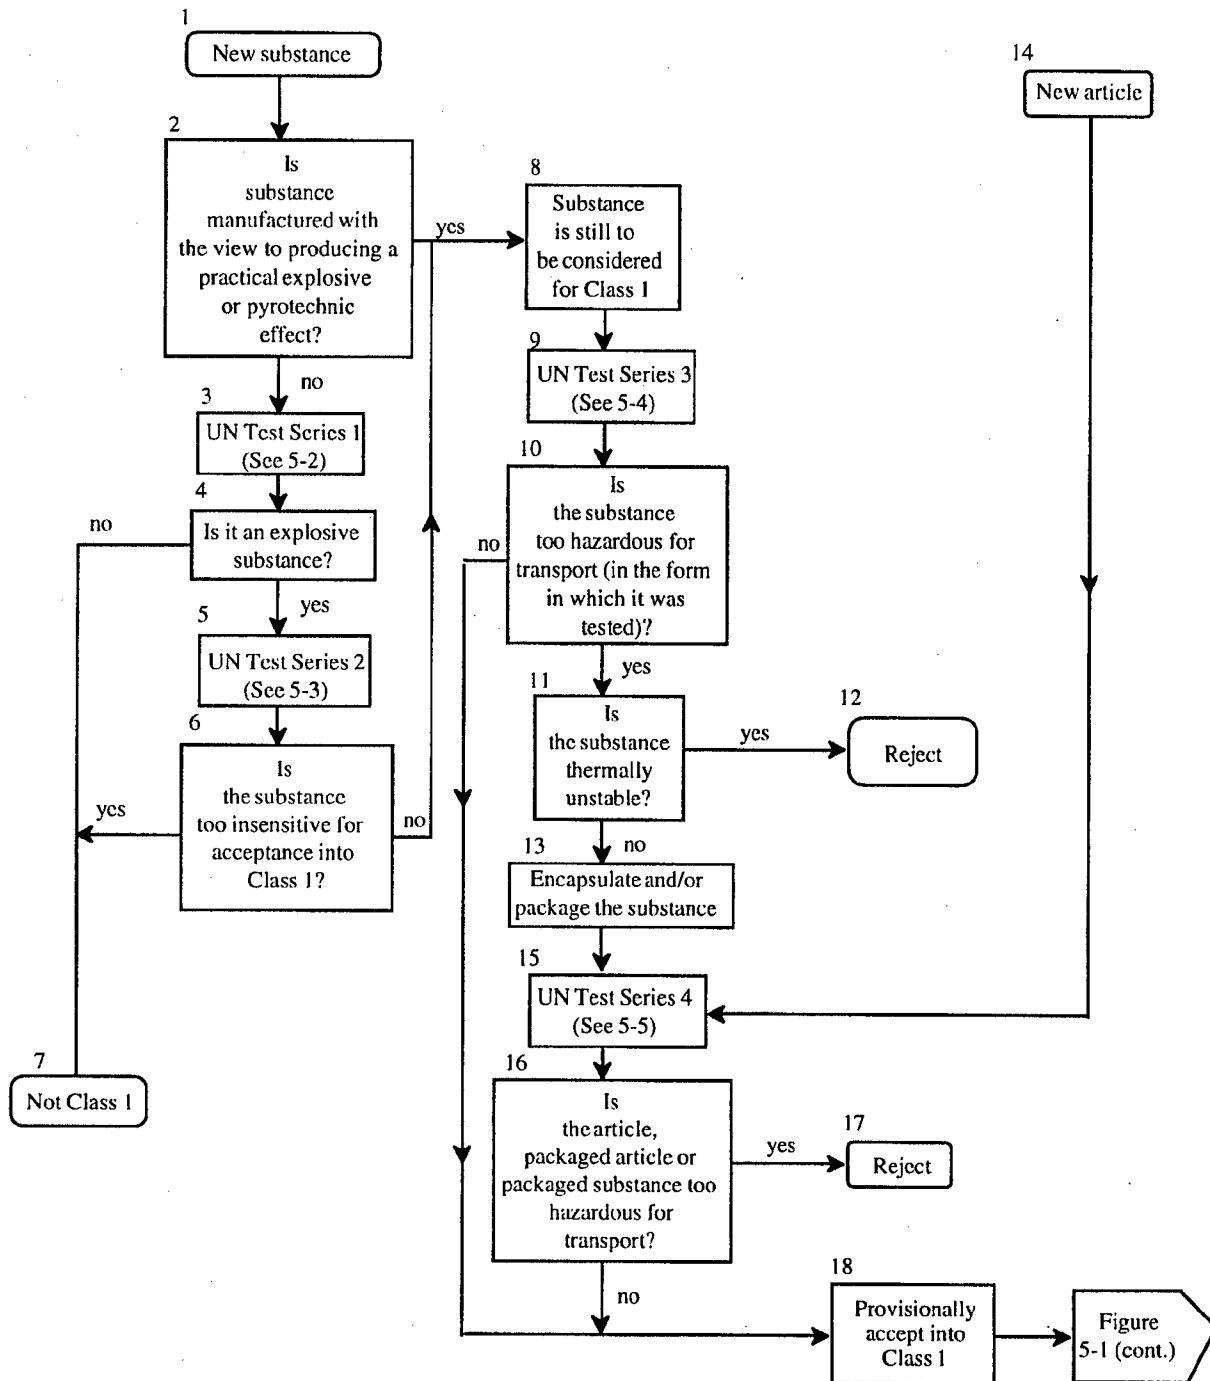 1
New substance
2
Is
substance
manufactured with
the view to producing a
practical explosive
or pyrotechnic
effect?
yes
no
3
UN Test Series 1
(See 5-2)
4
no
Is it an explosive
substance?
yes
5
UN Test Series 2
(See 5-3)
6
Is
the substance
too insensitive for
acceptance into
Class 1?
yes
no
7
Not Class 1
8
Substance
is still to
be considered
for Class 1
9
UN Test Series 3
(See 5-4)
10
Is
the substance
too hazardous for
transport (in the form
in which it was
tested)?
no
yes
11
Is
the substance
thermally
unstable?
yes
12
Reject
no
13
Encapsulate and/or
package the substance
14
New article
15
UN Test Series 4
(See 5-5)
16
Is
the article,
packaged article or
packaged substance too
hazardous for
transport?
yes
17
Reject
no
18
Provisionally
accept into
Class 1
Figure
5-1 (cont.)